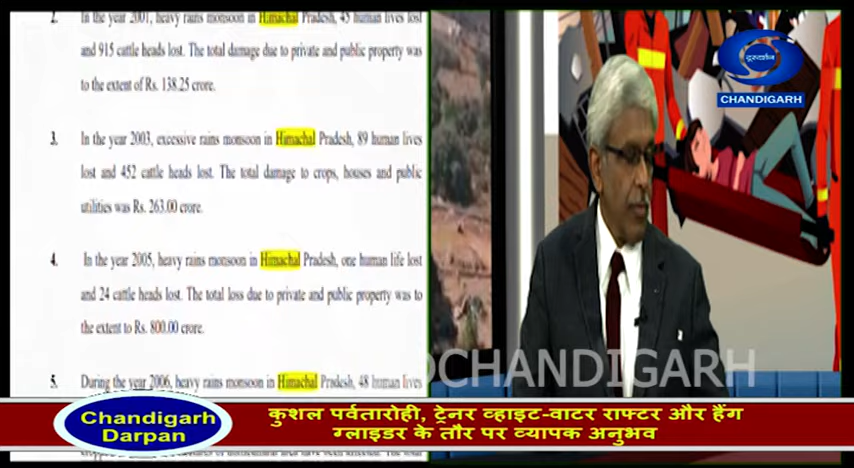 2. In the year 2001, heavy rains monsoon in Himachal Pradesh, 45 human lives lost
and 915 cattle heads lost. The total damage due to private and public property was
to the extent of Rs. 138.25 crore.
3. In the year 2003, excessive rains monsoon in Himachal Pradesh, 89 human lives
lost and 452 cattle heads lost. The total damage to crops, houses and public
utilities was Rs. 263.00 crore.
4. In the year 2005, heavy rains monsoon in Himachal Pradesh, one human life lost
and 24 cattle heads lost. The total loss due to private and public property was to
the extent to Rs. 800.00 crore.
5. During the year 2006, heavy rains monsoon in Himachal Pradesh, 48 human lives
दूरदर्शन
CHANDIGARH
DCHANDIGARH
Chandigarh
Darpan
कुशल पर्वतारोही, ट्रेनर व्हाइट-वाटर राफ्टर और हैंग
ग्लाइडर के तौर पर व्यापक अनुभव